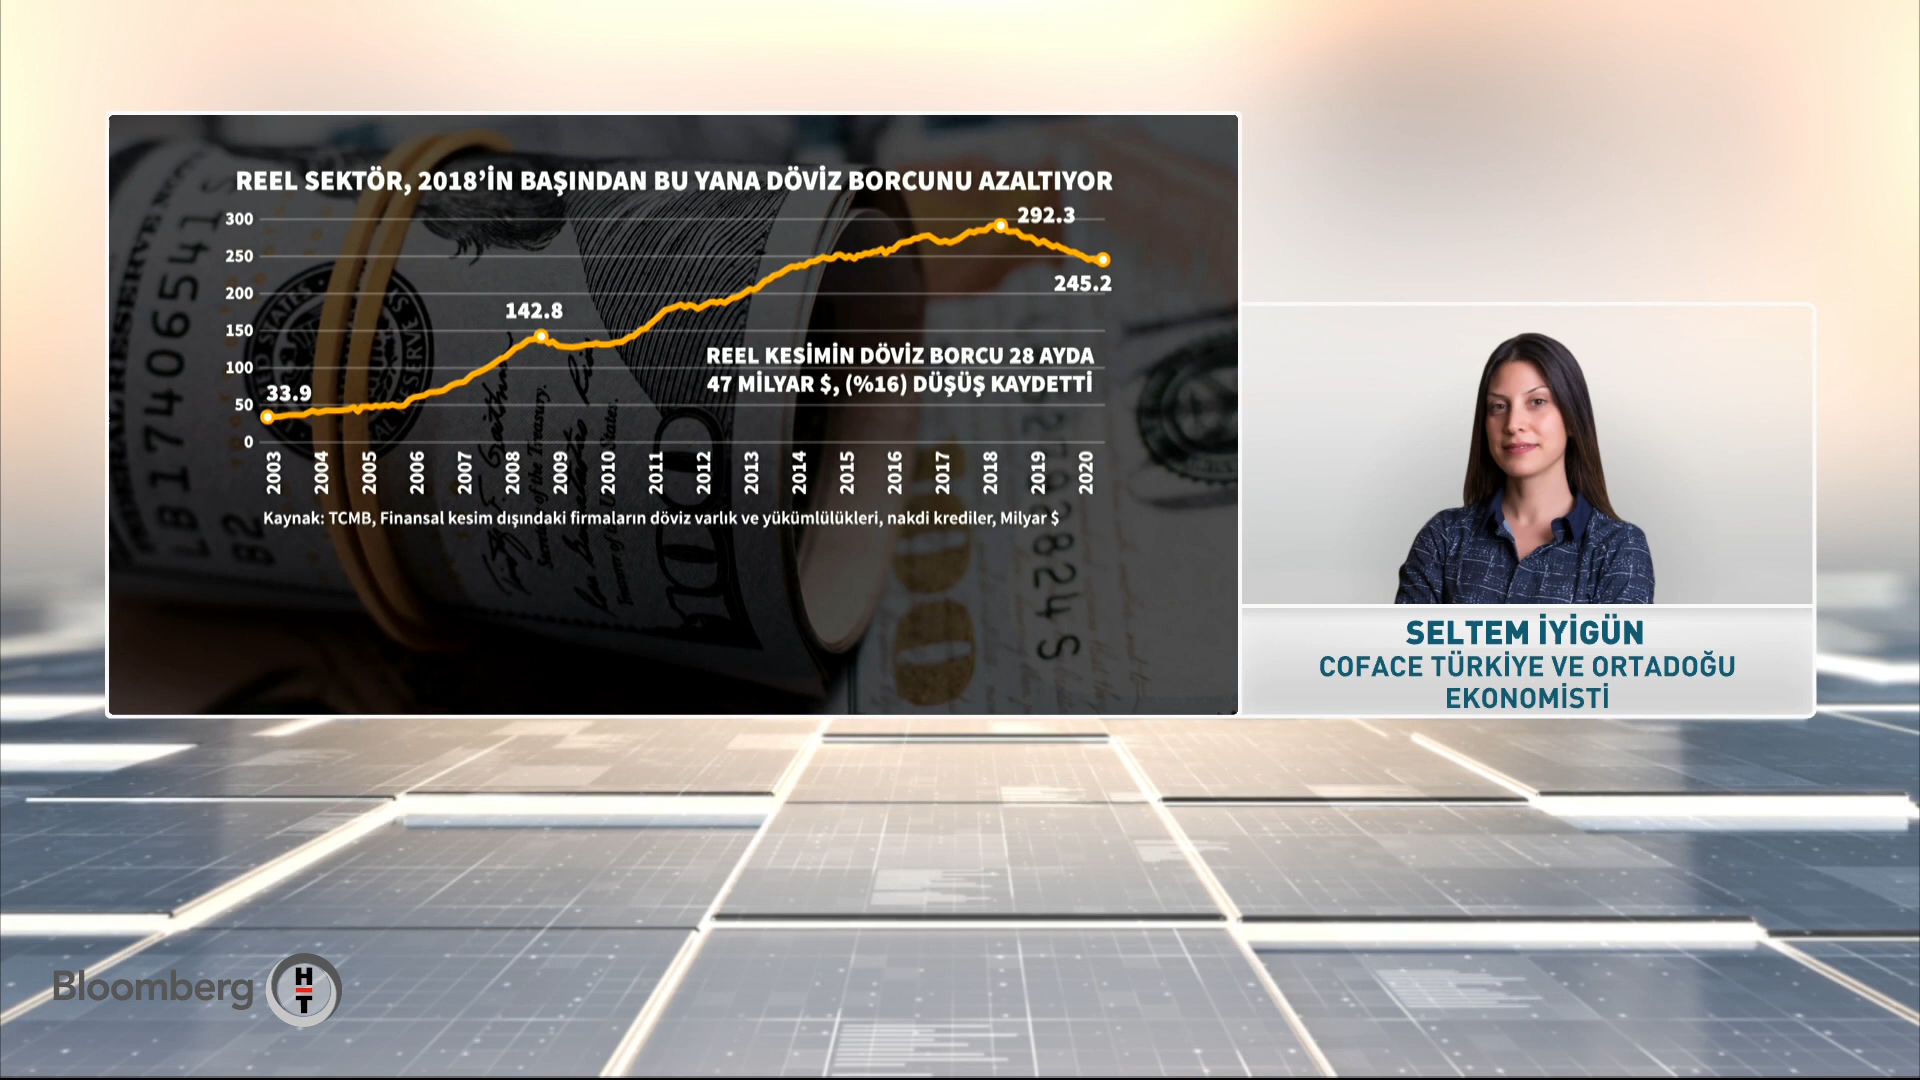 REEL SEKTÖR, 2018'İN BAŞINDAN BU YANA DÖVİZ BORCUNU AZALTIYOR
300
250
200
150
100
50
0
33.9
142.8
292.3
245.2
REEL KESİMİN DÖVİZ BORCU 28 AYDA
47 MİLYAR $, (%16) DÜŞÜŞ KAYDETTİ
2003 2004 2005 2006 2007 2008 2009 2010 2011 2012 2013 2014 2015 2016 2017 2018 2019 2020
Kaynak: TCMB, Finansal kesim dışındaki firmaların döviz varlık ve yükümlülükleri, nakdi krediler, Milyar $
SELTEM İYİGÜN
COFACE TÜRKİYE VE ORTADOĞU
EKONOMİSTİ
Bloomberg HT